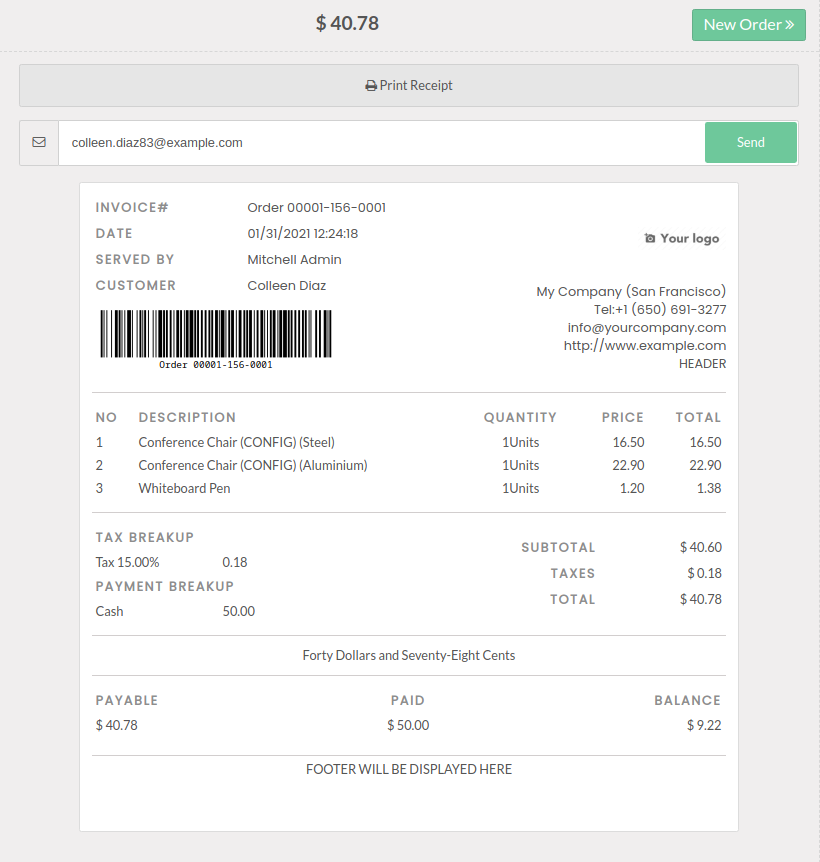 $ 40.78
New Order »
Print Receipt
colleen.diaz83@example.com
Send
INVOICE# Order 00001-156-0001
DATE 01/31/2021 12:24:18
SERVED BY Mitchell Admin
CUSTOMER Colleen Diaz
Order 00001-156-0001
Your logo
My Company (San Francisco)
Tel:+1 (650) 691-3277
info@yourcompany.com
http://www.example.com
HEADER
NO DESCRIPTION QUANTITY PRICE TOTAL
1 Conference Chair (CONFIG) (Steel) 1Units 16.50 16.50
2 Conference Chair (CONFIG) (Aluminium) 1Units 22.90 22.90
3 Whiteboard Pen 1Units 1.20 1.38
TAX BREAKUP
Tax 15.00% 0.18
PAYMENT BREAKUP
Cash 50.00
SUBTOTAL $ 40.60
TAXES $ 0.18
TOTAL $ 40.78
Forty Dollars and Seventy-Eight Cents
PAYABLE PAID BALANCE
$ 40.78 $ 50.00 $ 9.22
FOOTER WILL BE DISPLAYED HERE